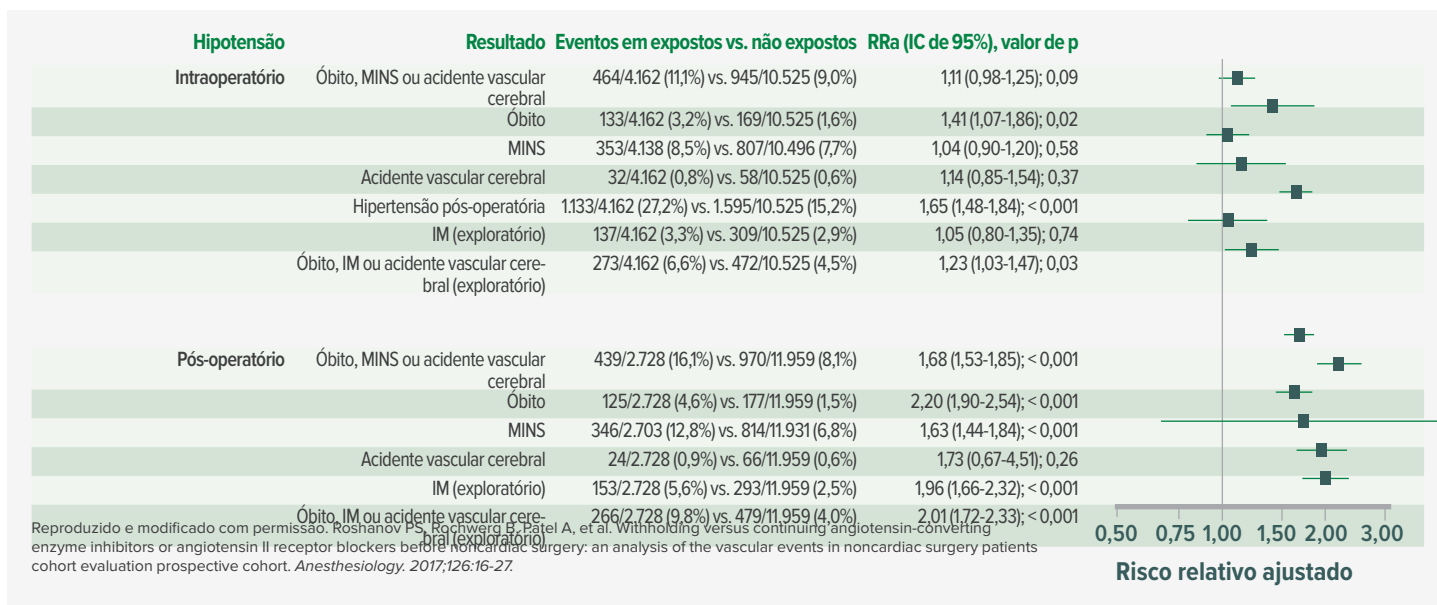 Hipotensão Resultado Eventos em expostos vs. não expostos RRa (IC de 95%), valor de p
Intraoperatório Óbito, MINS ou acidente vascular 464/4.162 (11,1%) vs. 945/10.525 (9,0%) 1,11 (0,98-1,25); 0,09
cerebral
Óbito 133/4.162 (3,2%) vs. 169/10.525 (1,6%) 1,41 (1,07-1,86); 0,02
MINS 353/4.138 (8,5%) vs. 807/10.496 (7,7%) 1,04 (0,90-1,20); 0,58
Acidente vascular cerebral 32/4.162 (0,8%) vs. 58/10.525 (0,6%) 1,14 (0,85-1,54); 0,37
Hipertensão pós-operatória 1.133/4.162 (27,2%) vs. 1.595/10.525 (15,2%) 1,65 (1,48-1,84); < 0,001
IM (exploratório) 137/4.162 (3,3%) vs. 309/10.525 (2,9%) 1,05 (0,80-1,35); 0,74
Óbito, IM ou acidente vascular cere- 273/4.162 (6,6%) vs. 472/10.525 (4,5%) 1,23 (1,03-1,47); 0,03
bral (exploratório)
Pós-operatório Óbito, MINS ou acidente vascular 439/2.728 (16,1%) vs. 970/11.959 (8,1%) 1,68 (1,53-1,85); < 0,001
cerebral
Óbito 125/2.728 (4,6%) vs. 177/11.959 (1,5%) 2,20 (1,90-2,54); < 0,001
MINS 346/2.703 (12,8%) vs. 814/11.931 (6,8%) 1,63 (1,44-1,84); < 0,001
Acidente vascular cerebral 24/2.728 (0,9%) vs. 66/11.959 (0,6%) 1,73 (0,67-4,51); 0,26
IM (exploratório) 153/2.728 (5,6%) vs. 293/11.959 (2,5%) 1,96 (1,66-2,32); < 0,001
Óbito, IM ou acidente vascular cere- 266/2.728 (9,8%) vs. 479/11.959 (4,0%) 2,01 (1,72-2,33); < 0,001
bral (exploratório)
0,50 0,75 1,00 1,50 2,00 3,00
Risco relativo ajustado
Reproduzido e modificado com permissão. Roshanov PS, Rochwerg B, Patel A, et al. Withholding versus continuing angiotensin-converting
enzyme inhibitors or angiotensin II receptor blockers before noncardiac surgery: an analysis of the vascular events in noncardiac surgery patients
cohort evaluation prospective cohort. Anesthesiology. 2017;126:16-27.